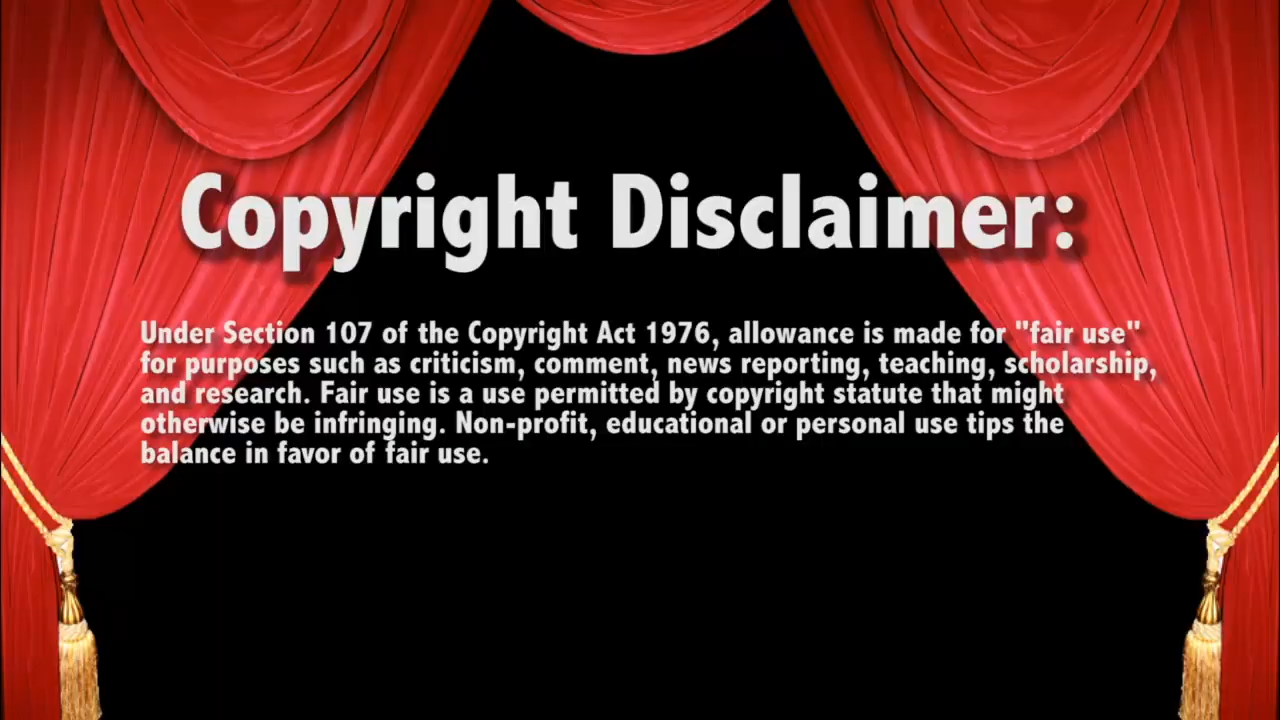 Copyright Disclaimer:
Under Section 107 of the Copyright Act 1976, allowance is made for "fair use"
for purposes such as criticism, comment, news reporting, teaching, scholarship,
and research. Fair use is a use permitted by copyright statute that might
otherwise be infringing. Non-profit, educational or personal use tips the
balance in favor of fair use.